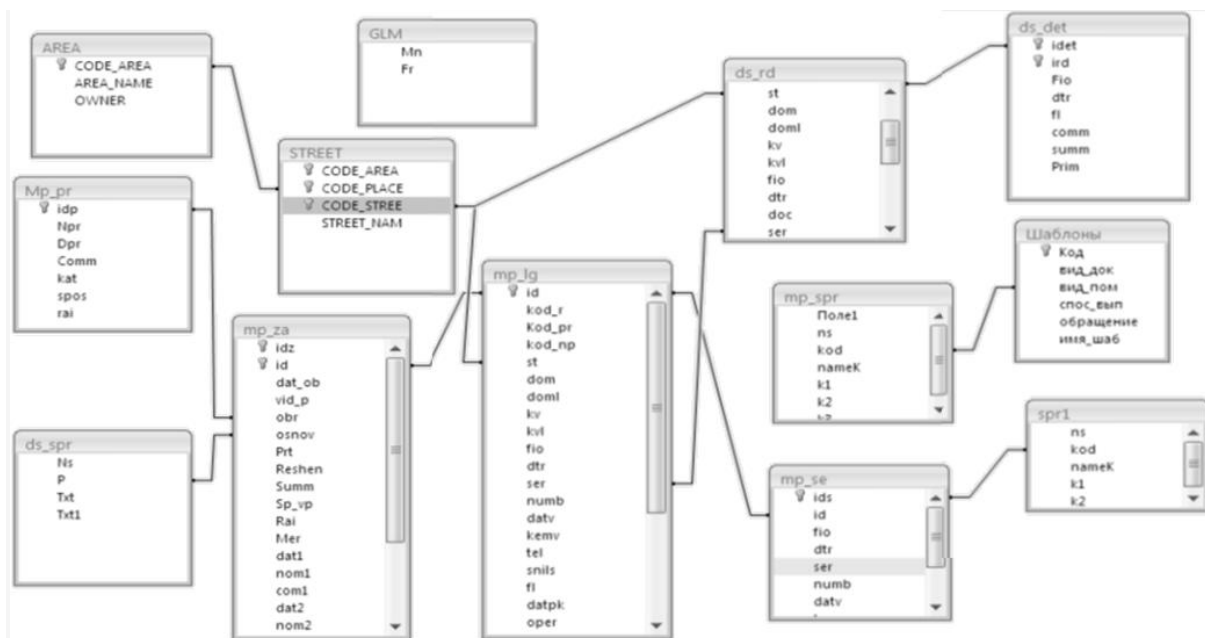 AREA
CODE_AREA
AREA_NAME
OWNER
GLM
Mn
Fr
STREET
CODE_AREA
CODE_PLACE
CODE_STREE
STREET_NAM
Mp_pr
idp
Npr
Dpr
Comm
kat
spos
rai
ds_spr
Ns
P
Txt
Txt1
mp_za
idz
id
dat_ob
vid_p
obr
osnov
Prt
Reshen
Summ
Sp_vp
Rai
Mer
dat1
nom1
com1
dat2
nom2
mp_lg
id
kod_r
Kod_pr
kod_np
st
dom
doml
kv
kvl
fio
dtr
ser
numb
datv
kemv
tel
snils
fl
datpk
oper
ds_rd
st
dom
doml
kv
kvl
fio
dtr
doc
ser
ds_det
idet
ird
Fio
dtr
fl
comm
summ
Prim
mp_spr
Поле1
ns
kod
nameK
k1
k2
Шаблоны
Код
вид_док
вид_пом
спос_вып
обращение
имя_шаб
mp_se
ids
id
fio
dtr
ser
numb
datv
spr1
ns
kod
nameK
k1
k2